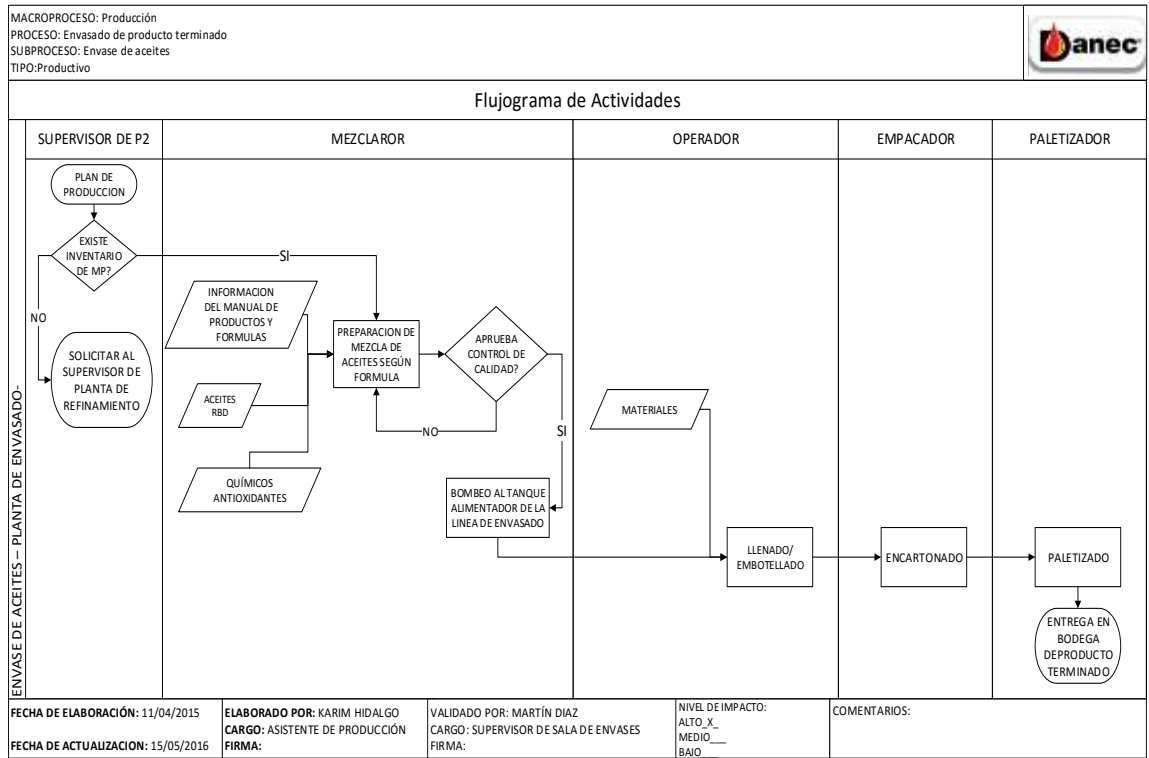 MACROPROCESO: Producción
PROCESO: Envasado de producto terminado
SUBPROCESO: Envase de aceites
TIPO:Productivo
Danec
Flujograma de Actividades
ENVASE DE ACEITES – PLANTA DE ENVASADO-
SUPERVISOR DE P2
MEZCLAROR
OPERADOR
EMPACADOR
PALETIZADOR
PLAN DE
PRODUCCION
EXISTE
INVENTARIO
DE MP?
SI
NO
SOLICITAR AL
SUPERVISOR DE
PLANTA DE
REFINAMIENTO
INFORMACION
DEL MANUAL DE
PRODUCTOS Y
FORMULAS
ACEITES
RBD
QUÍMICOS
ANTIOXIDANTES
PREPARACION DE
MEZCLA DE
ACEITES SEGÚN
FORMULA
APRUEBA
CONTROL DE
CALIDAD?
NO
SI
BOMBEO AL TANQUE
ALIMENTADOR DE LA
LINEA DE ENVASADO
MATERIALES
LLENADO/
EMBOTELLADO
ENCARTONADO
PALETIZADO
ENTREGA EN
BODEGA
DEPRODUCTO
TERMINADO
FECHA DE ELABORACIÓN: 11/04/2015
FECHA DE ACTUALIZACION: 15/05/2016
ELABORADO POR: KARIM HIDALGO
CARGO: ASISTENTE DE PRODUCCIÓN
FIRMA:
VALIDADO POR: MARTÍN DIAZ
CARGO: SUPERVISOR DE SALA DE ENVASES
FIRMA:
NIVEL DE IMPACTO:
ALTO_X_
MEDIO___
BAJO___
COMENTARIOS: